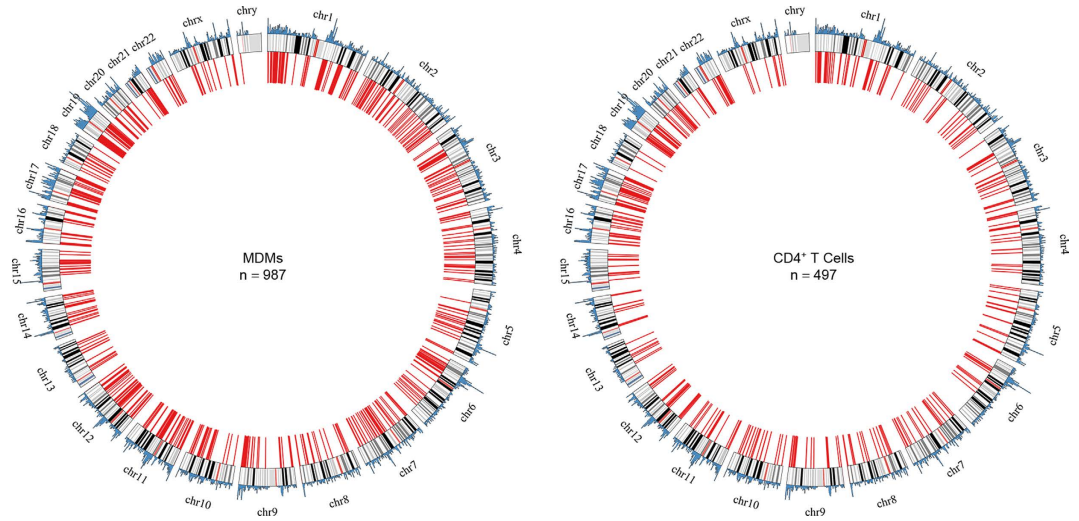 chr1
chr2
chr3
chr4
chr5
chr6
chr7
chr8
chr9
chr10
chr11
chr12
chr13
chr14
chr15
chr16
chr17
chr18
chr19
chr20
chr21
chr22
chrx
chry
MDMs
n = 987
chr1
chr2
chr3
chr4
chr5
chr6
chr7
chr8
chr9
chr10
chr11
chr12
chr13
chr14
chr15
chr16
chr17
chr18
chr19
chr20
chr21
chr22
chrx
chry
CD4⁺ T Cells
n = 497